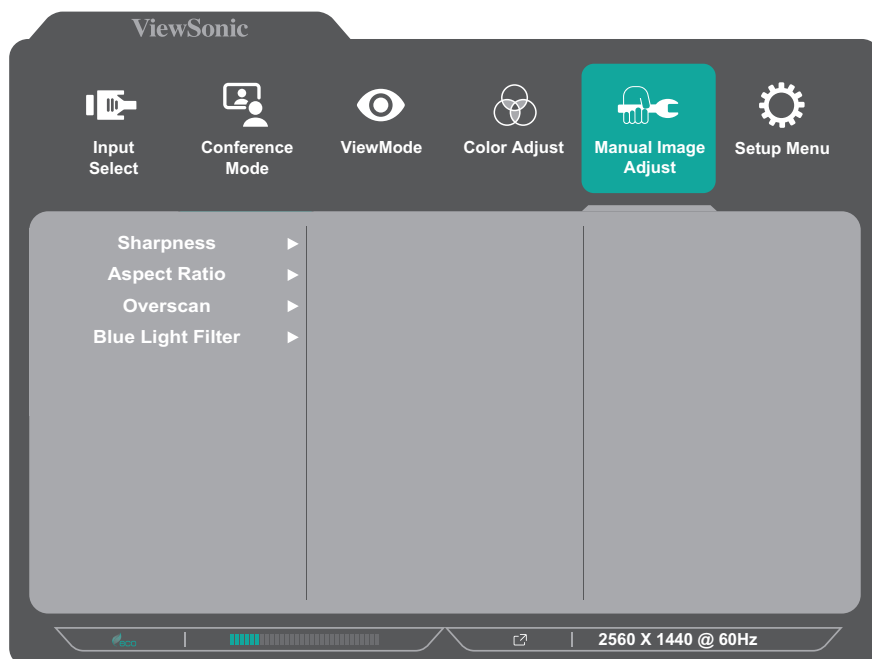 ViewSonic
Input
Select
Conference
Mode
ViewMode
Color Adjust
Manual Image
Adjust
Setup Menu
Sharpness
Aspect Ratio
Overscan
Blue Light Filter
eco
2560 X 1440 @ 60Hz